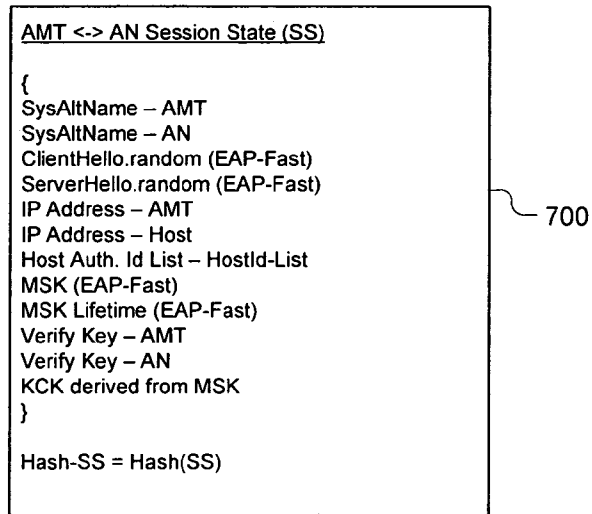 AMT <-> AN Session State (SS)
{
SysAltName – AMT
SysAltName – AN
ClientHello.random (EAP-Fast)
ServerHello.random (EAP-Fast)
IP Address – AMT
IP Address – Host
Host Auth. Id List – HostId-List
MSK (EAP-Fast)
MSK Lifetime (EAP-Fast)
Verify Key – AMT
Verify Key – AN
KCK derived from MSK
}
Hash-SS = Hash(SS)
700